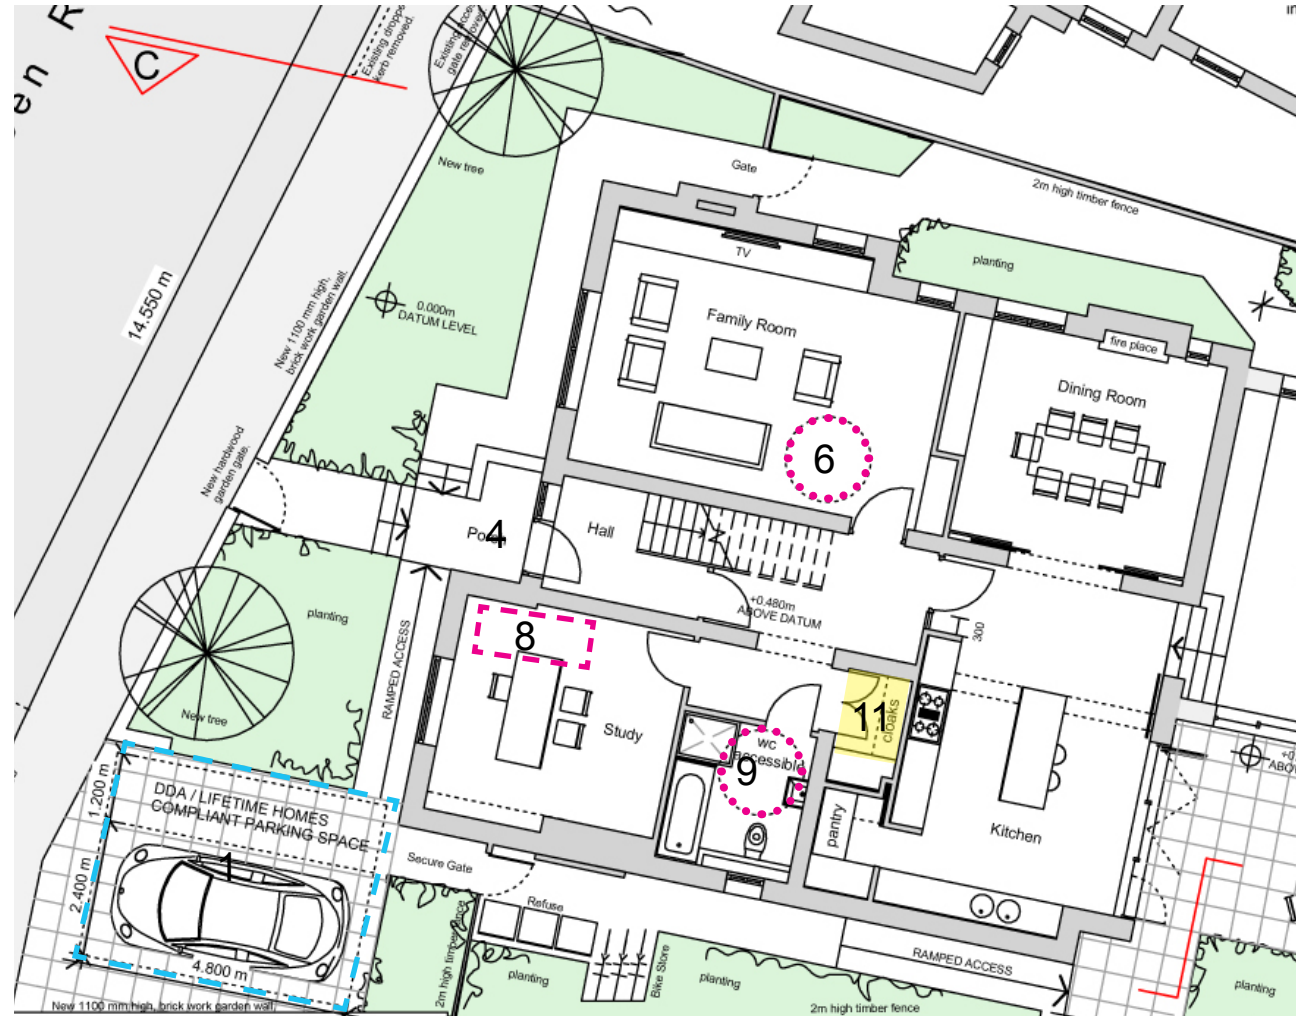 R
en
C
Existing dropped
kerb removed.
gate removed.
in
New tree
Gate
2m high timber fence
14.550 m
New 1100 mm high,
brick work garden wall.
0.000m
DATUM LEVEL
TV
planting
Family Room
fire place
Dining Room
6
New hardwood
garden gate.
4
Hall
+0.480m
ABOVE DATUM
300
planting
RAMPED ACCESS
8
New tree
Study
wc
accessible
9
11
cloaks
1.200 m
DDA / LIFETIME HOMES
COMPLIANT PARKING SPACE
1
2.400 m
4.800 m
pantry
Kitchen
Secure Gate
Refuse
2m high timber fence
planting
Bike Store
planting
RAMPED ACCESS
planting
New 1100 mm high, brick work garden wall,
2m high timber fence